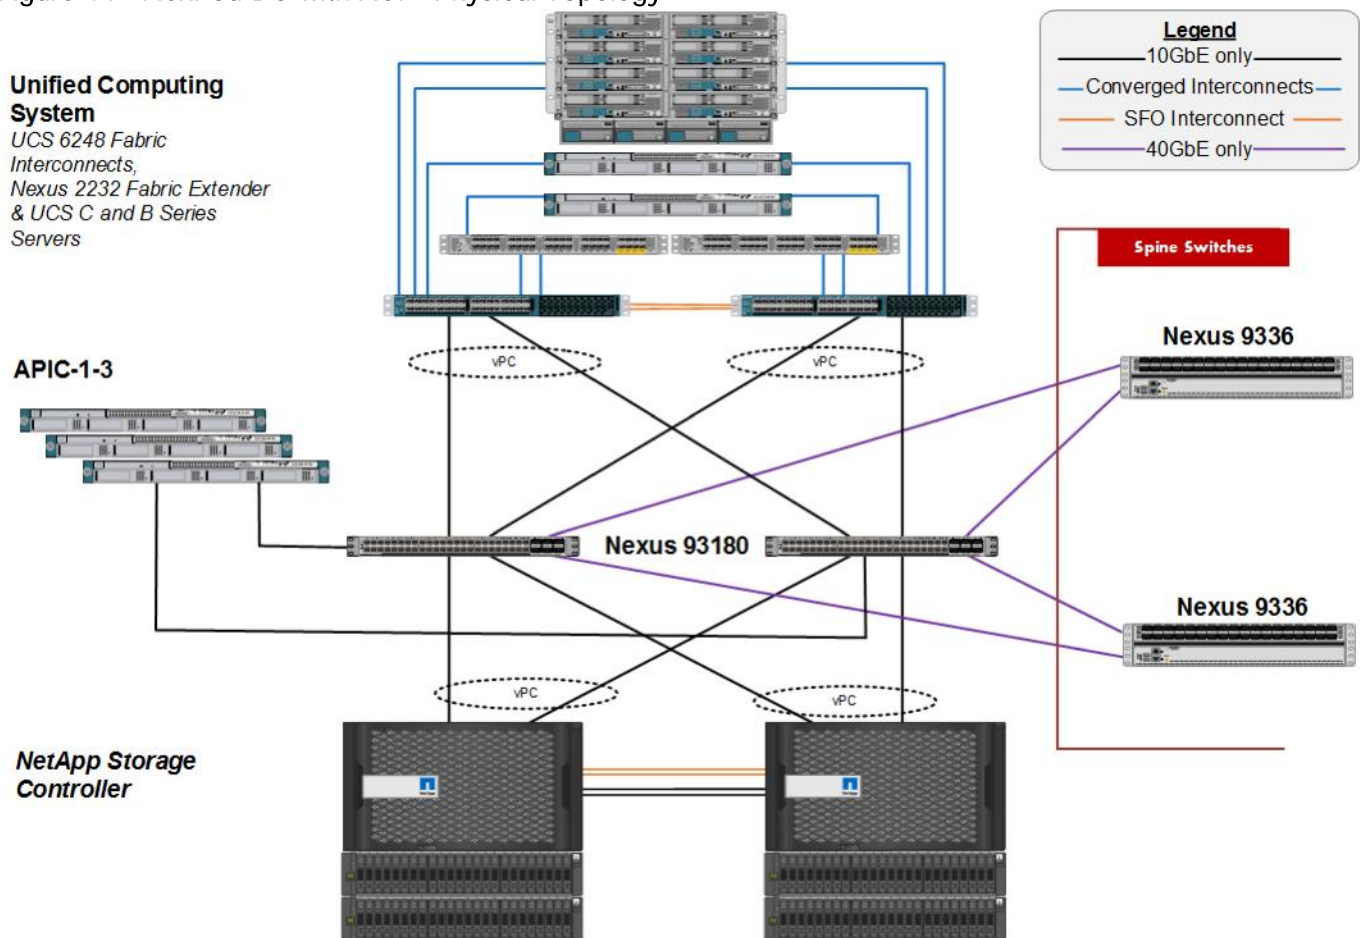 Unified Computing
System
UCS 6248 Fabric
Interconnects,
Nexus 2232 Fabric Extender
& UCS C and B Series
Servers
Legend
10GbE only
Converged Interconnects
SFO Interconnect
40GbE only
Spine Switches
Nexus 9336
vPC
vPC
APIC-1-3
Nexus 93180
Nexus 9336
vPC
vPC
NetApp Storage
Controller